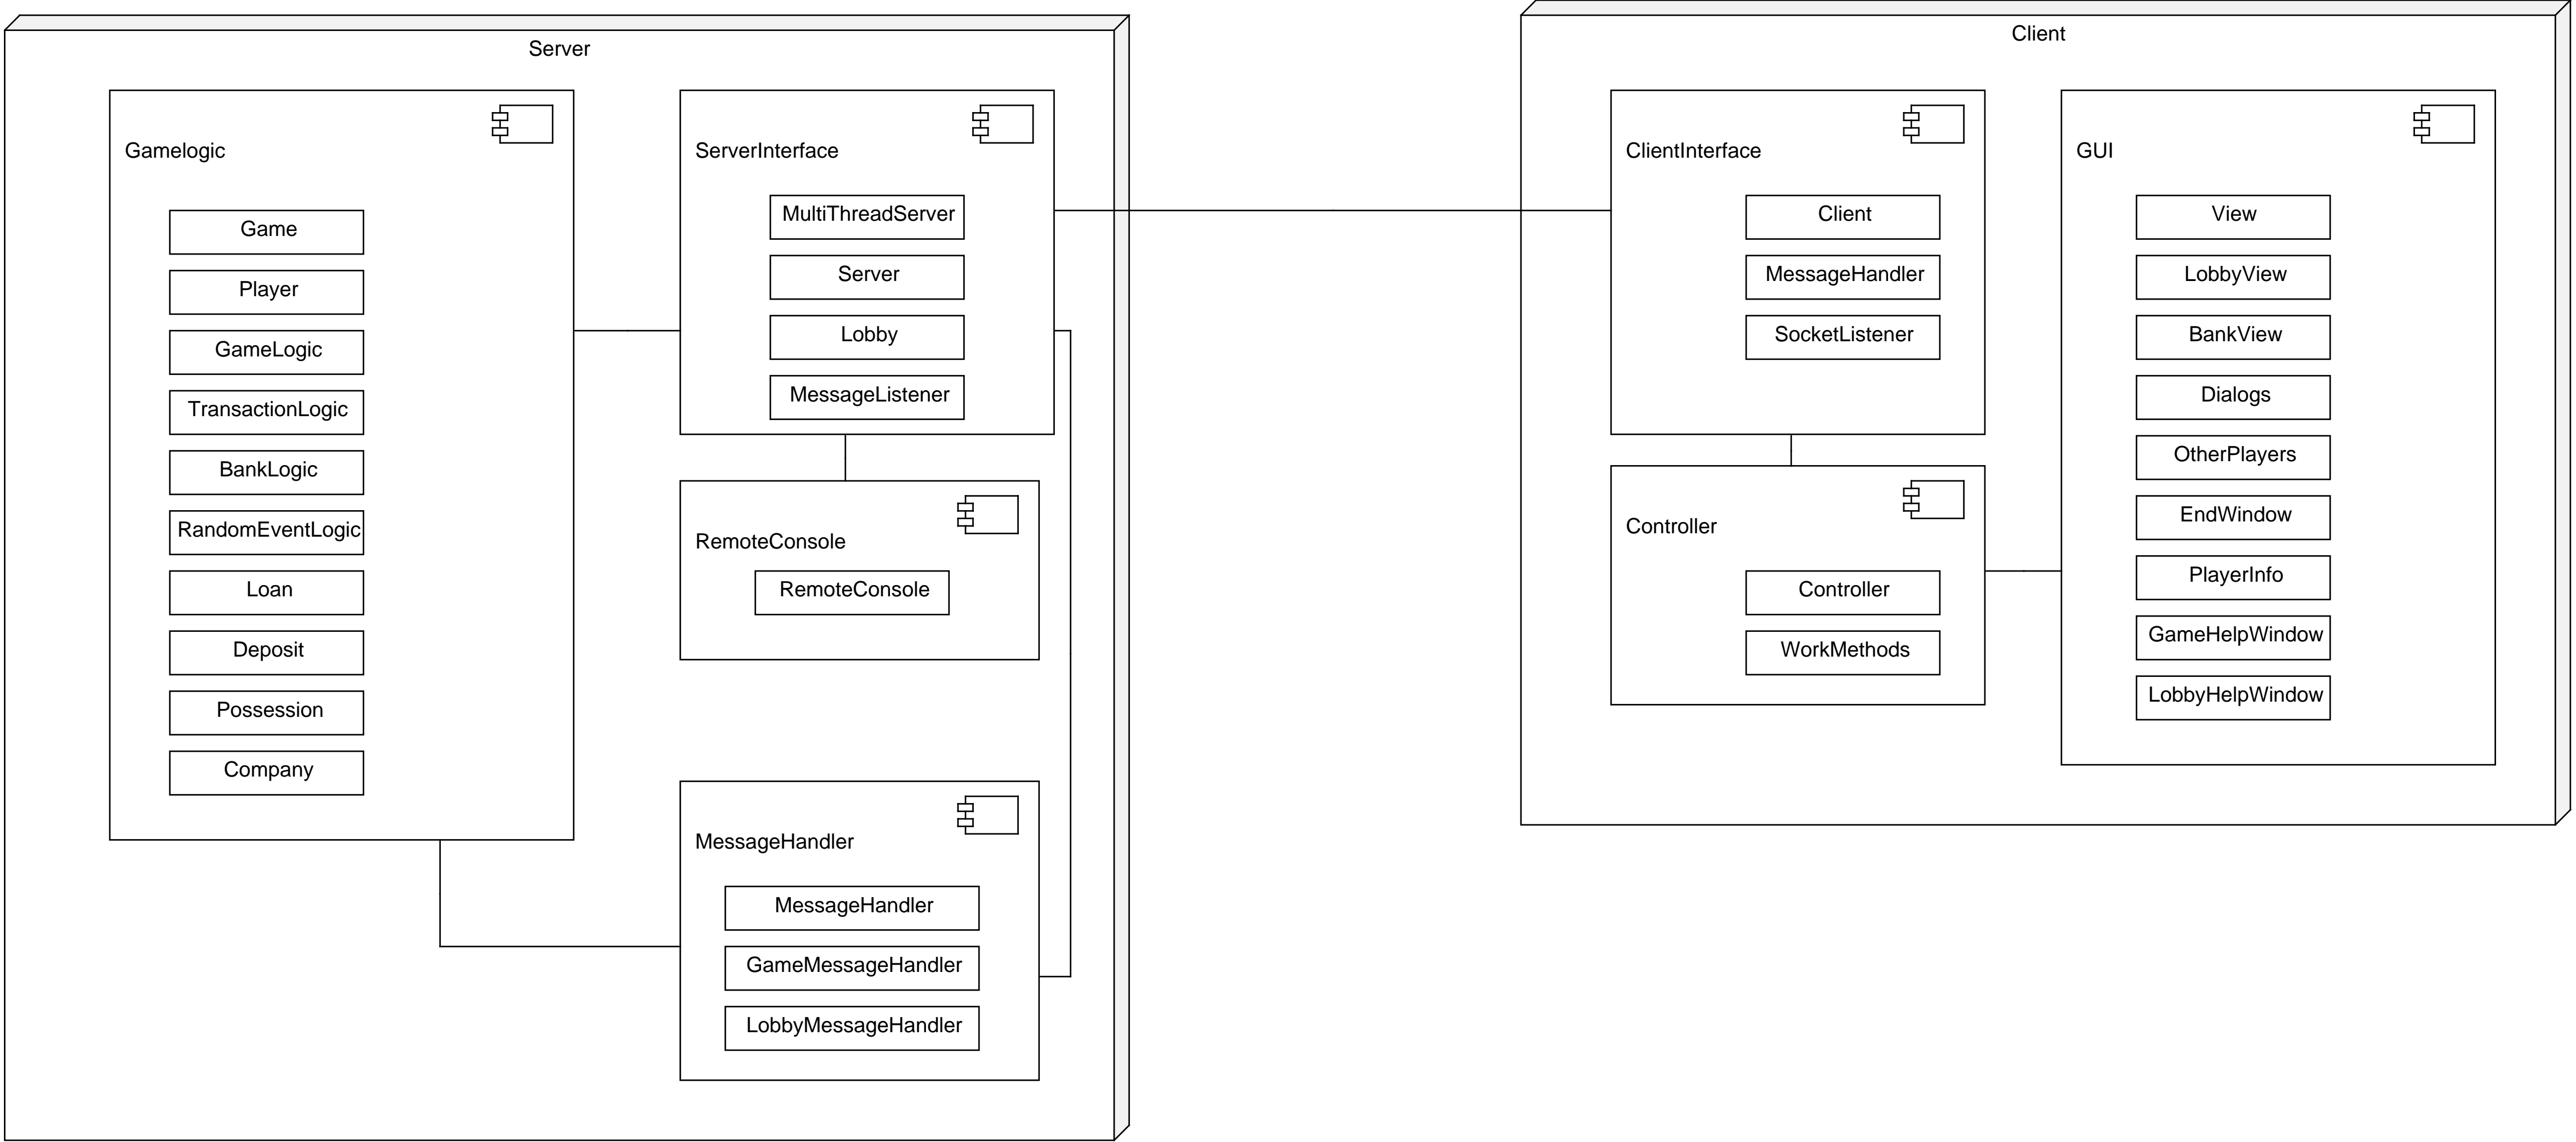 Server
Gamelogic
Game
Player
GameLogic
TransactionLogic
BankLogic
RandomEventLogic
Loan
Deposit
Possession
Company
ServerInterface
MultiThreadServer
Server
Lobby
MessageListener
RemoteConsole
RemoteConsole
MessageHandler
MessageHandler
GameMessageHandler
LobbyMessageHandler
Client
ClientInterface
Client
MessageHandler
SocketListener
Controller
Controller
WorkMethods
GUI
View
LobbyView
BankView
Dialogs
OtherPlayers
EndWindow
PlayerInfo
GameHelpWindow
LobbyHelpWindow